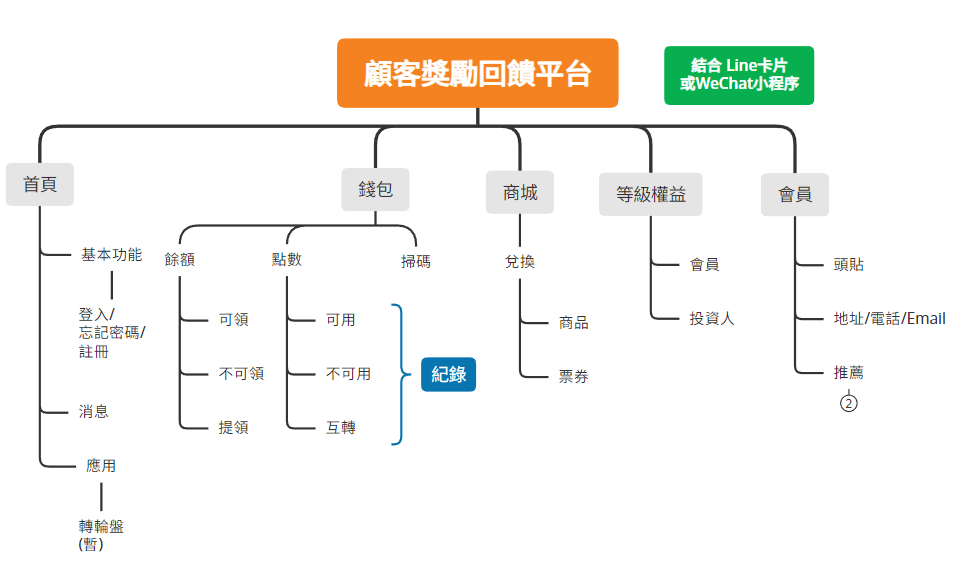 顧客獎勵回饋平台
結合 Line卡片
或WeChat小程序
首頁
錢包
商城
等級權益
會員
基本功能
登入/
忘記密碼/
註冊
消息
應用
轉輪盤
(暫)
餘額
可領
不可領
提領
點數
可用
不可用
互轉
掃碼
紀錄
兌換
商品
票券
會員
投資人
頭貼
地址/電話/Email
推薦
2